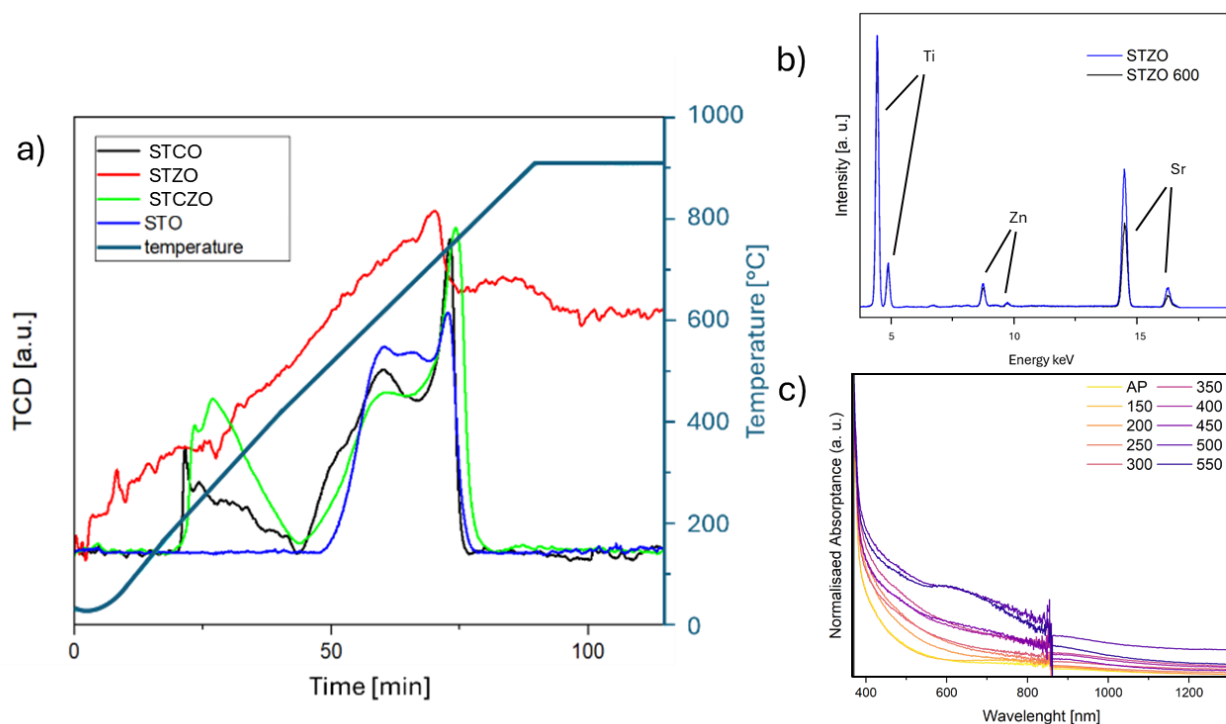 a)
STCO
STZO
STCZO
STO
temperature
TCD [a.u.]
0
50
100
Time [min]
1000
800
600
400
200
0
Temperature [°C]
b)
STZO
STZO 600
Ti
Zn
Sr
Intensity [a. u.]
5
10
15
Energy keV
c)
AP
150
200
250
300
350
400
450
500
550
Normalisaed Absorptance (a. u.)
400
600
800
1000
1200
Wavelenght [nm]